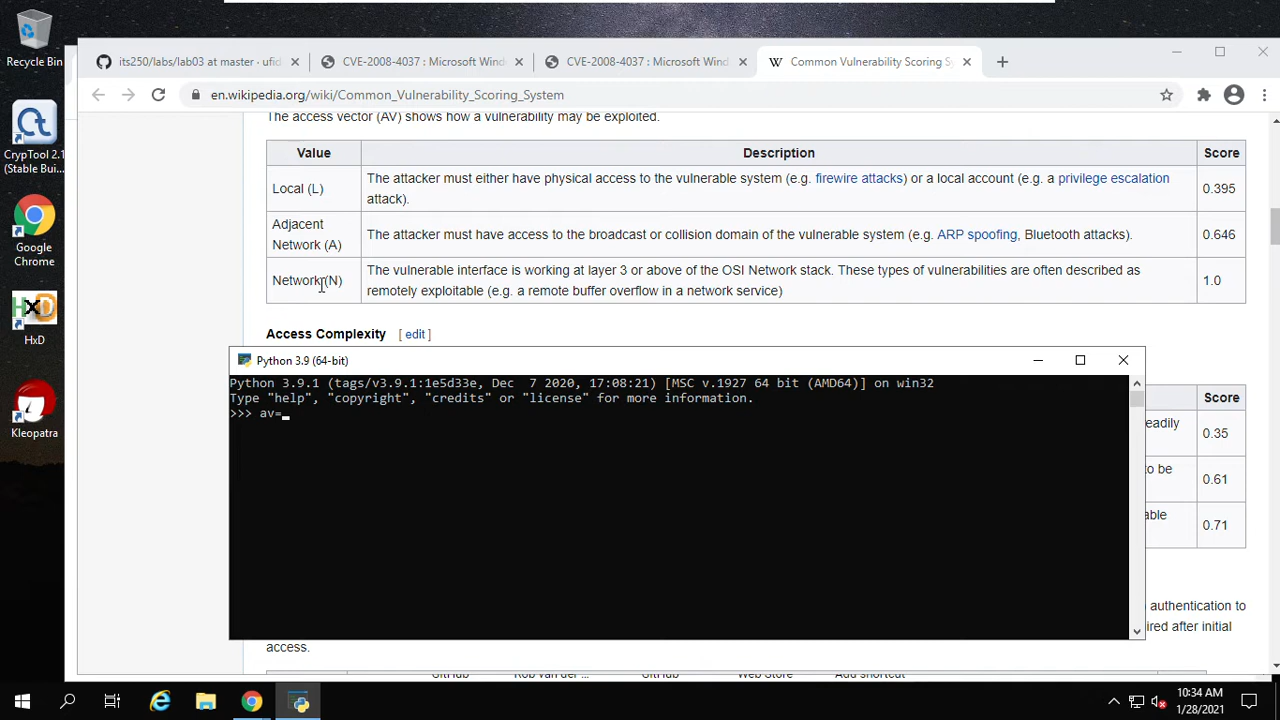 Recycle Bin
CrypTool 2.1
(Stable Bui...
Google
Chrome
HxD
Kleopatra
its250/labs/lab03 at master · ufid
CVE-2008-4037 : Microsoft Wind
CVE-2008-4037 : Microsoft Wind
Common Vulnerability Scoring S
en.wikipedia.org/wiki/Common_Vulnerability_Scoring_System
The access vector (AV) shows how a vulnerability may be exploited.
Value Description Score
Local (L) The attacker must either have physical access to the vulnerable system (e.g. firewire attacks) or a local account (e.g. a privilege escalation
attack). 0.395
Adjacent
Network (A) The attacker must have access to the broadcast or collision domain of the vulnerable system (e.g. ARP spoofing, Bluetooth attacks). 0.646
Network (N) The vulnerable interface is working at layer 3 or above of the OSI Network stack. These types of vulnerabilities are often described as
remotely exploitable (e.g. a remote buffer overflow in a network service) 1.0
Access Complexity [ edit ]
Python 3.9 (64-bit)
Python 3.9.1 (tags/v3.9.1:1e5d33e, Dec 7 2020, 17:08:21) [MSC v.1927 64 bit (AMD64)] on win32
Type "help", "copyright", "credits" or "license" for more information.
>>> av=
eadily
0.35
to be
0.61
able
0.71
authentication to
ired after initial
access.
GitHub Rob van der ... Web Store Add shortcut
10:34 AM
1/28/2021